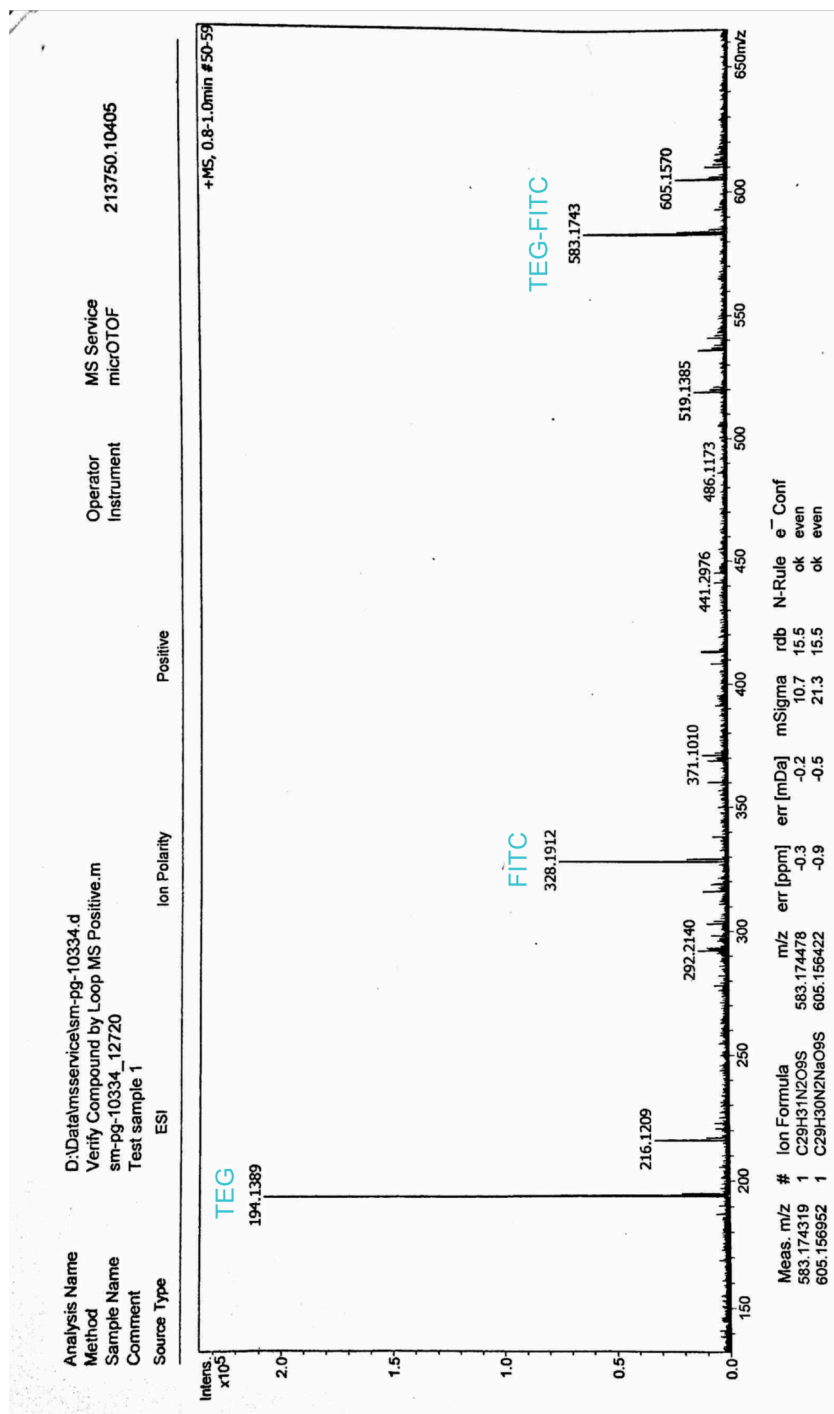 Analysis Name D:\Data\msservice\sm-pg-10334.d
Method Verify Compound by Loop MS Positive.m Operator MS Service
Sample Name sm-pg-10334_12720 Instrument micrOTOF 213750.10405
Comment Test sample 1
Source Type ESI Ion Polarity Positive
Intens.
x10⁵
+MS, 0.8-1.0min #50-59
TEG
194.1389
216.1209
292.2140
FITC
328.1912
371.1010
441.2976
486.1173
519.1385
TEG-FITC
583.1743
605.1570
2.0
1.5
1.0
0.5
0.0
150 200 250 300 350 400 450 500 550 600 650m/z
Meas. m/z # Ion Formula m/z err [ppm] err [mDa] mSigma rdb N-Rule e⁻ Conf
583.174319 1 C29H31N2O9S 583.174478 -0.3 -0.2 10.7 15.5 ok even
605.156952 1 C29H30N2NaO9S 605.156422 -0.9 -0.5 21.3 15.5 ok even